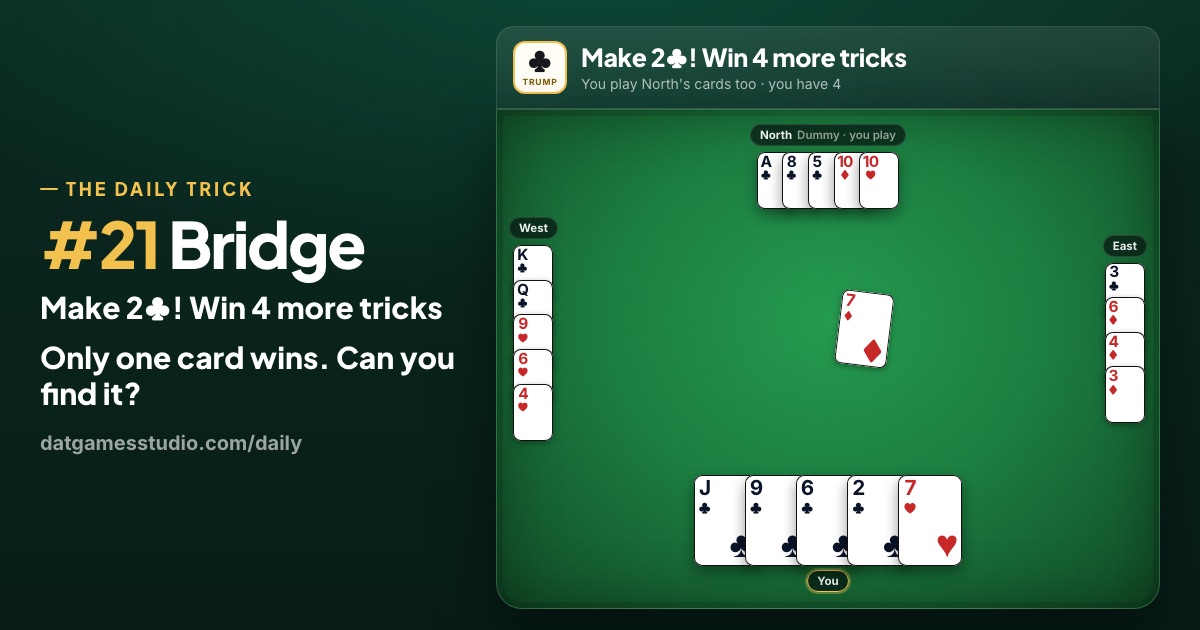 — THE DAILY TRICK
#21 Bridge
Make 2♣! Win 4 more tricks
Only one card wins. Can you
find it?
datgamesstudio.com/daily
♣
TRUMP
Make 2♣! Win 4 more tricks
You play North's cards too · you have 4
North Dummy · you play
A♣ 8♣ 5♣ 10♦ 10♥
West
K♣
Q♣
9♥
6♥
4♥
East
3♣
6♦
4♦
3♦
7♦
J♣ 9♣ 6♣ 2♣ 7♥
You